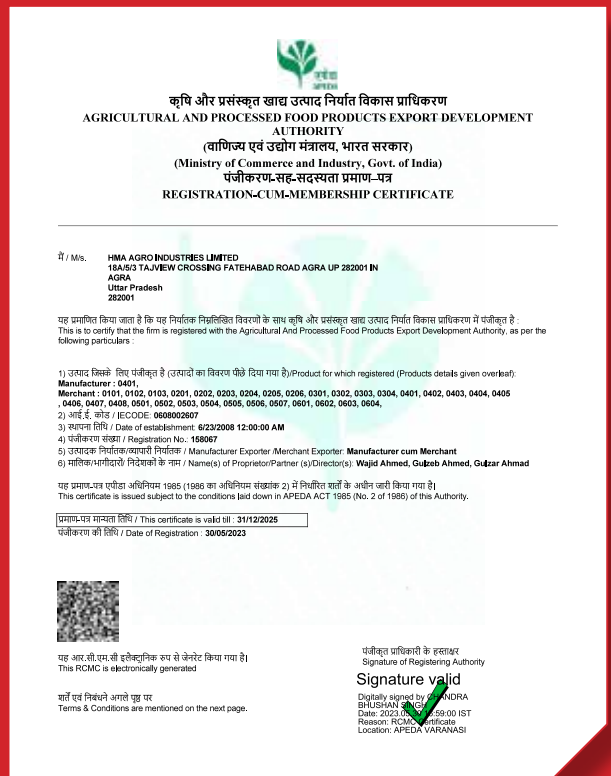 एपीडा
APEDA
कृषि और प्रसंस्कृत खाद्य उत्पाद निर्यात विकास प्राधिकरण
AGRICULTURAL AND PROCESSED FOOD PRODUCTS EXPORT DEVELOPMENT
AUTHORITY
(वाणिज्य एवं उद्योग मंत्रालय, भारत सरकार)
(Ministry of Commerce and Industry, Govt. of India)
पंजीकरण-सह-सदस्यता प्रमाण–पत्र
REGISTRATION-CUM-MEMBERSHIP CERTIFICATE
मैं / M/s. HMA AGRO INDUSTRIES LIMITED
18A/5/3 TAJVIEW CROSSING FATEHABAD ROAD AGRA UP 282001 IN
AGRA
Uttar Pradesh
282001
यह प्रमाणित किया जाता है कि यह निर्यातक निम्नलिखित विवरणों के साथ कृषि और प्रसंस्कृत खाद्य उत्पाद निर्यात विकास प्राधिकरण में पंजीकृत है :
This is to certify that the firm is registered with the Agricultural And Processed Food Products Export Development Authority, as per the
following particulars :
1) उत्पाद जिसके लिए पंजीकृत है (उत्पादों का विवरण पीछे दिया गया है)/Product for which registered (Products details given overleaf):
Manufacturer : 0401,
Merchant : 0101, 0102, 0103, 0201, 0202, 0203, 0204, 0205, 0206, 0301, 0302, 0303, 0304, 0401, 0402, 0403, 0404, 0405
, 0406, 0407, 0408, 0501, 0502, 0503, 0504, 0505, 0506, 0507, 0601, 0602, 0603, 0604,
2) आई.ई. कोड / IECODE: 0608002607
3) स्थापना तिथि / Date of establishment: 6/23/2008 12:00:00 AM
4) पंजीकरण संख्या / Registration No.: 158067
5) उत्पादक निर्यातक/व्यापारी निर्यातक / Manufacturer Exporter /Merchant Exporter: Manufacturer cum Merchant
6) मालिक/भागीदारों/ निदेशकों के नाम / Name(s) of Proprietor/Partner (s)/Director(s): Wajid Ahmed, Gulzeb Ahmed, Gulzar Ahmad
यह प्रमाण-पत्र एपीडा अधिनियम 1985 (1986 का अधिनियम संख्यांक 2) में निर्धारित शर्तों के अधीन जारी किया गया है|
This certificate is issued subject to the conditions laid down in APEDA ACT 1985 (No. 2 of 1986) of this Authority.
प्रमाण-पत्र मान्यता तिथि / This certificate is valid till : 31/12/2025
पंजीकरण की तिथि / Date of Registration : 30/05/2023
यह आर.सी.एम.सी इलैक्ट्रानिक रूप से जेनरेट किया गया है|
This RCMC is electronically generated
शर्तें एवं निबंधने अगले पृष्ठ पर
Terms & Conditions are mentioned on the next page.
पंजीकृत प्राधिकारी के हस्ताक्षर
Signature of Registering Authority
Signature valid
Digitally signed by CHANDRA
BHUSHAN SINGH
Date: 2023.05.30 :59:00 IST
Reason: RCMC Certificate
Location: APEDA VARANASI